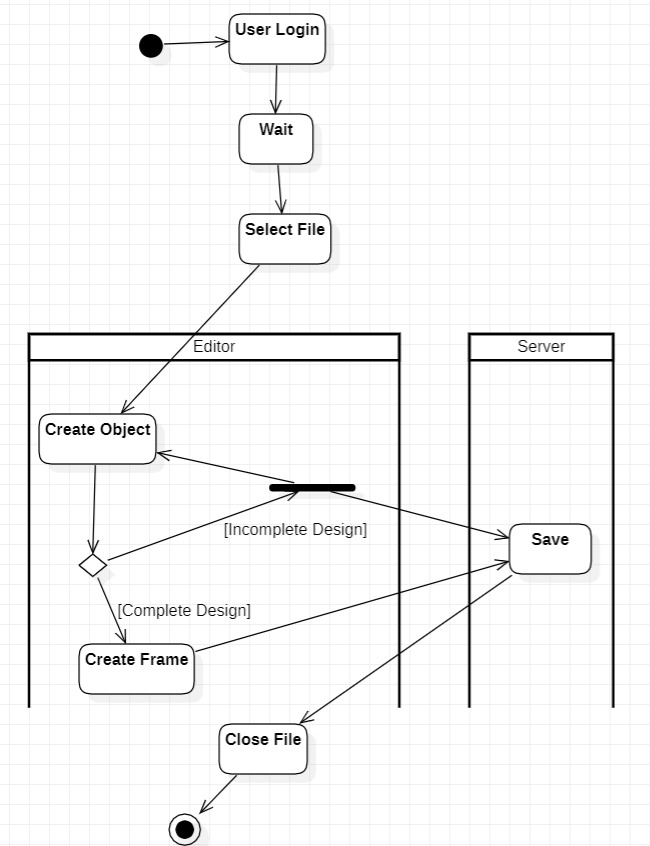 User Login
Wait
Select File
Editor
Server
Create Object
[Incomplete Design]
Save
[Complete Design]
Create Frame
Close File